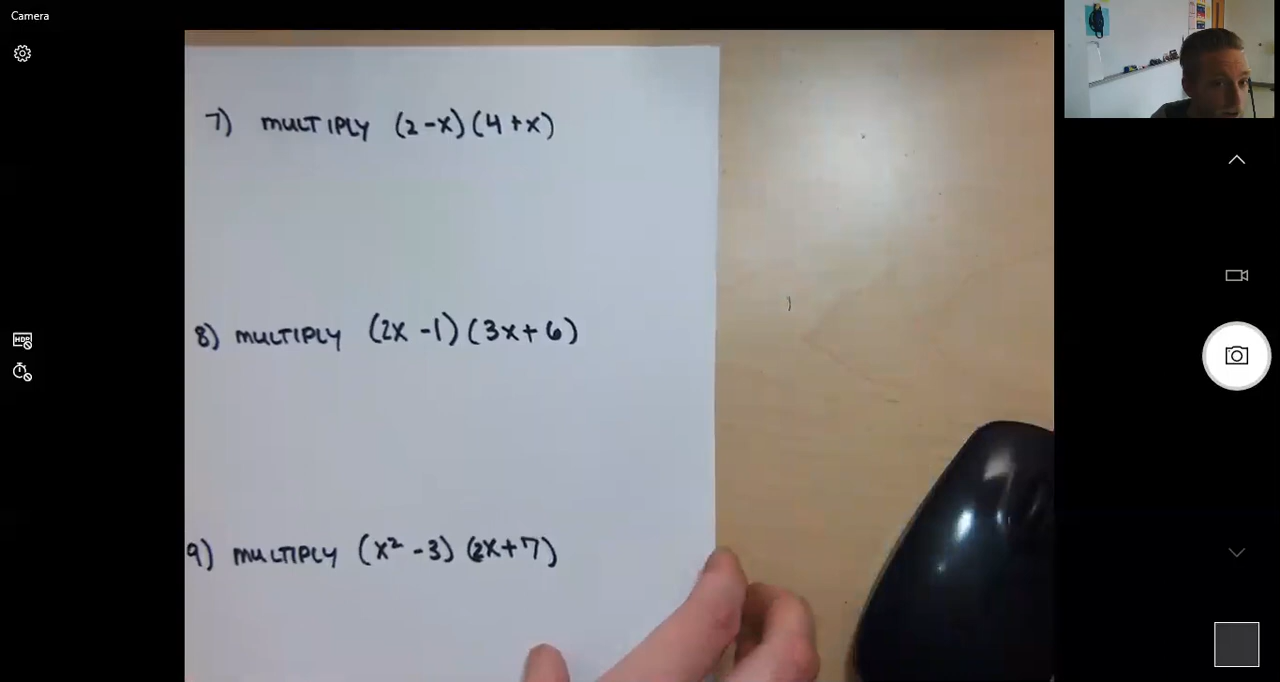 Camera
7) MULTIPLY (2-x)(4+x)
8) MULTIPLY (2x -1)(3x+6)
9) MULTIPLY (x² -3)(2x+7)